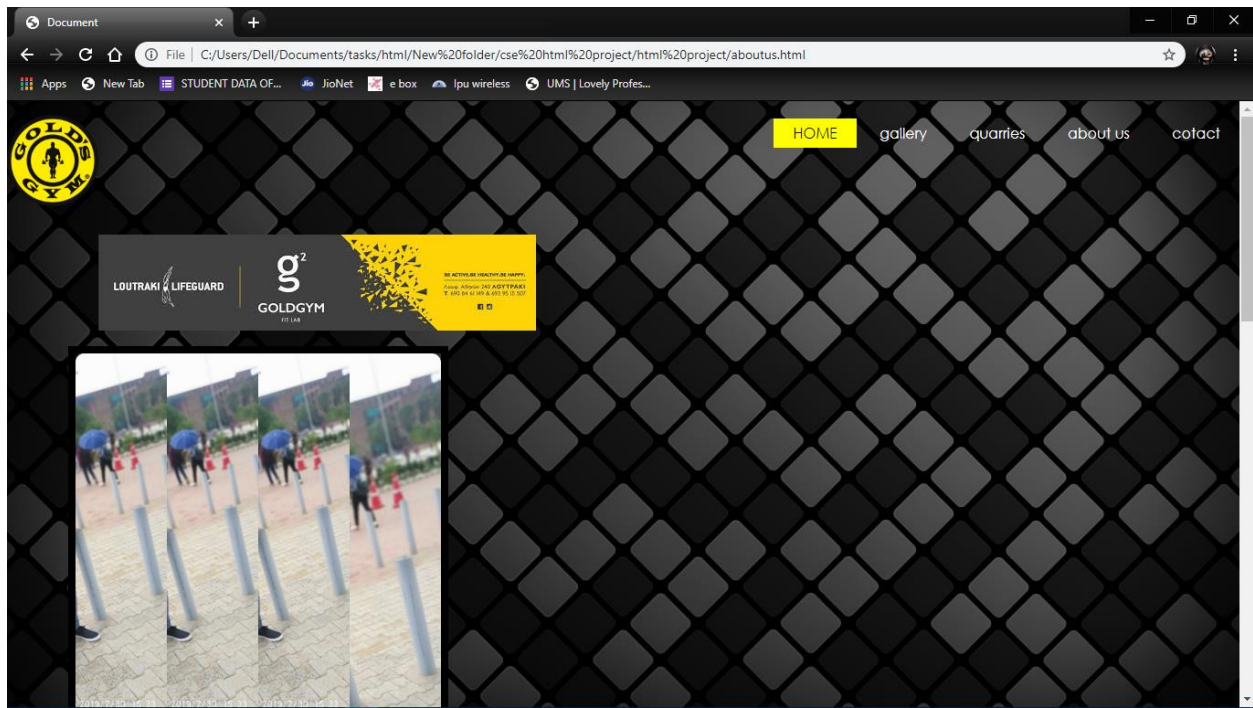 Document
File | C:/Users/Dell/Documents/tasks/html/New%20folder/cse%20html%20project/html%20project/aboutus.html
Apps New Tab STUDENT DATA OF... Jio JioNet e box lpu wireless UMS | Lovely Profes...
GOLD'S GYM
HOME gallery quarries about us cotact
LOUTRAKI LIFEGUARD
g2
GOLDGYM
FIT LAB
BE ACTIVE.BE HEALTHY.BE HAPPY.